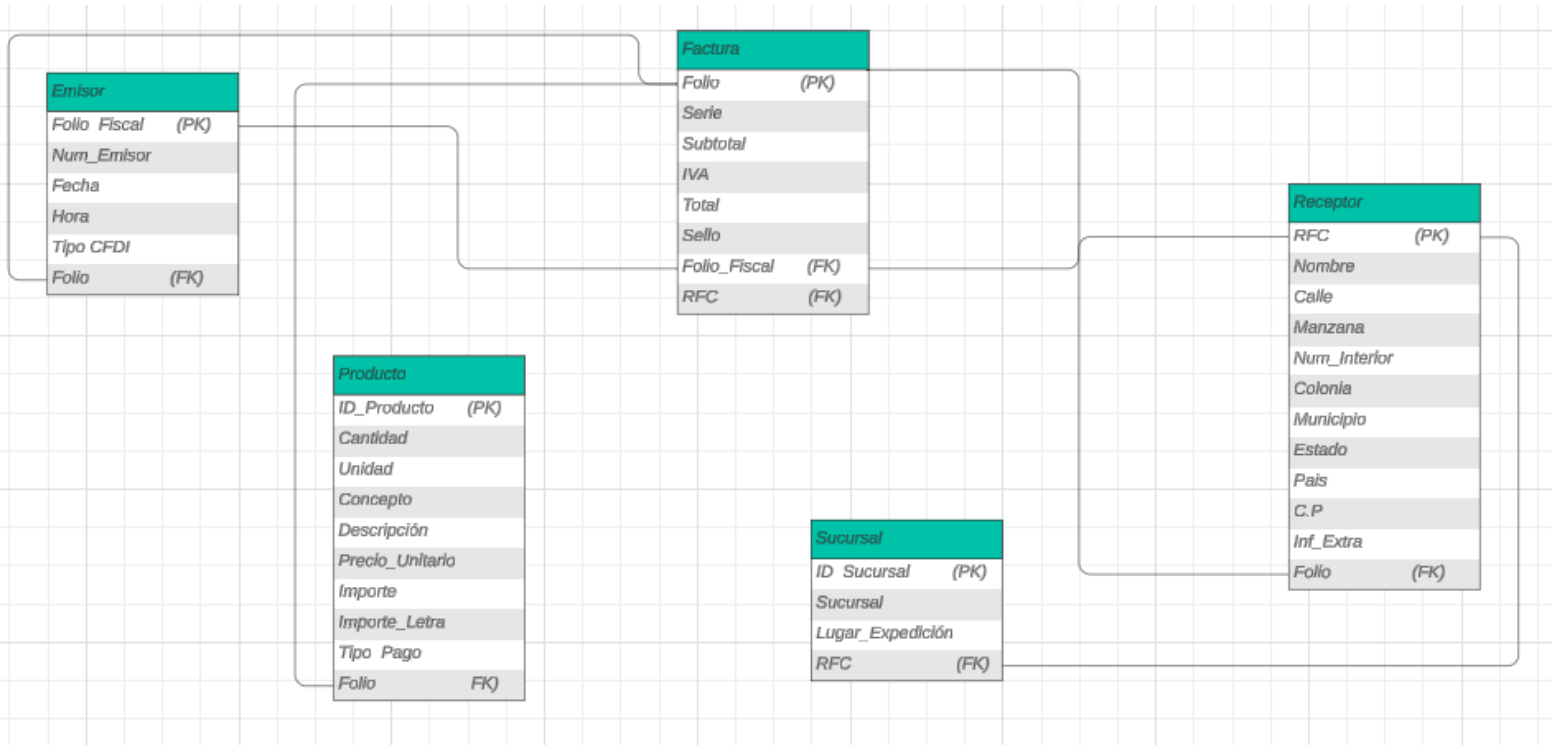 Emisor
Folio Fiscal (PK)
Num_Emisor
Fecha
Hora
Tipo CFDI
Folio (FK)
Factura
Folio (PK)
Serie
Subtotal
IVA
Total
Sello
Folio_Fiscal (FK)
RFC (FK)
Receptor
RFC (PK)
Nombre
Calle
Manzana
Num_Interior
Colonia
Municipio
Estado
Pais
C.P
Inf_Extra
Folio (FK)
Producto
ID_Producto (PK)
Cantidad
Unidad
Concepto
Descripción
Precio_Unitario
Importe
Importe_Letra
Tipo Pago
Folio FK)
Sucursal
ID Sucursal (PK)
Sucursal
Lugar_Expedición
RFC (FK)